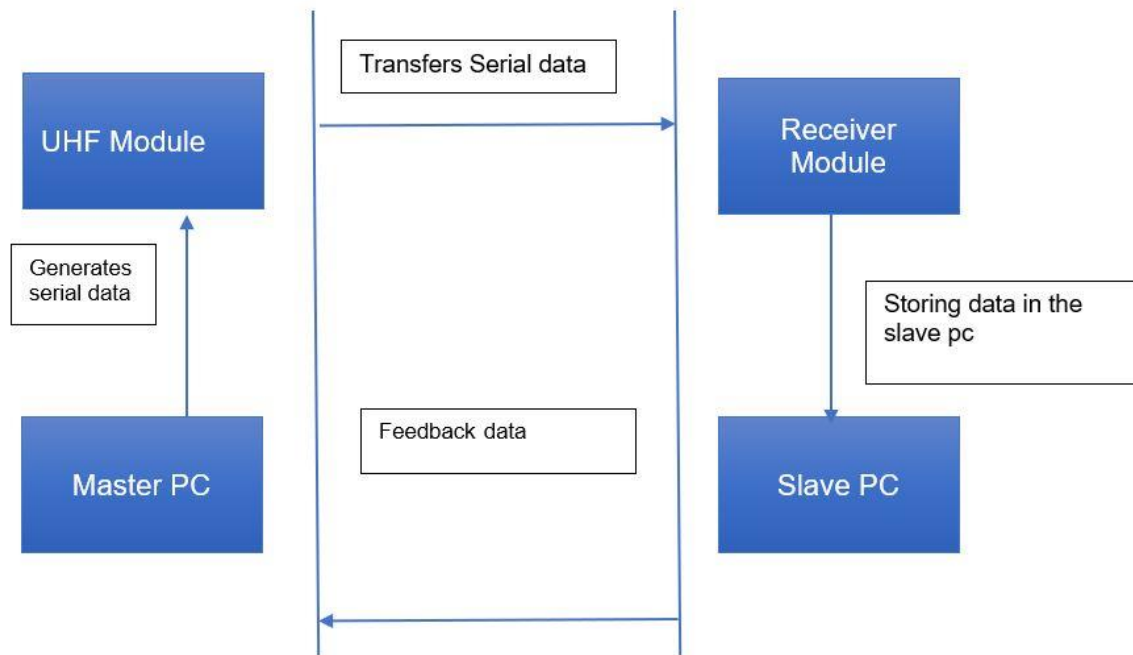 Transfers Serial data
UHF Module
Receiver
Module
Generates
serial data
Storing data in the
slave pc
Feedback data
Master PC
Slave PC